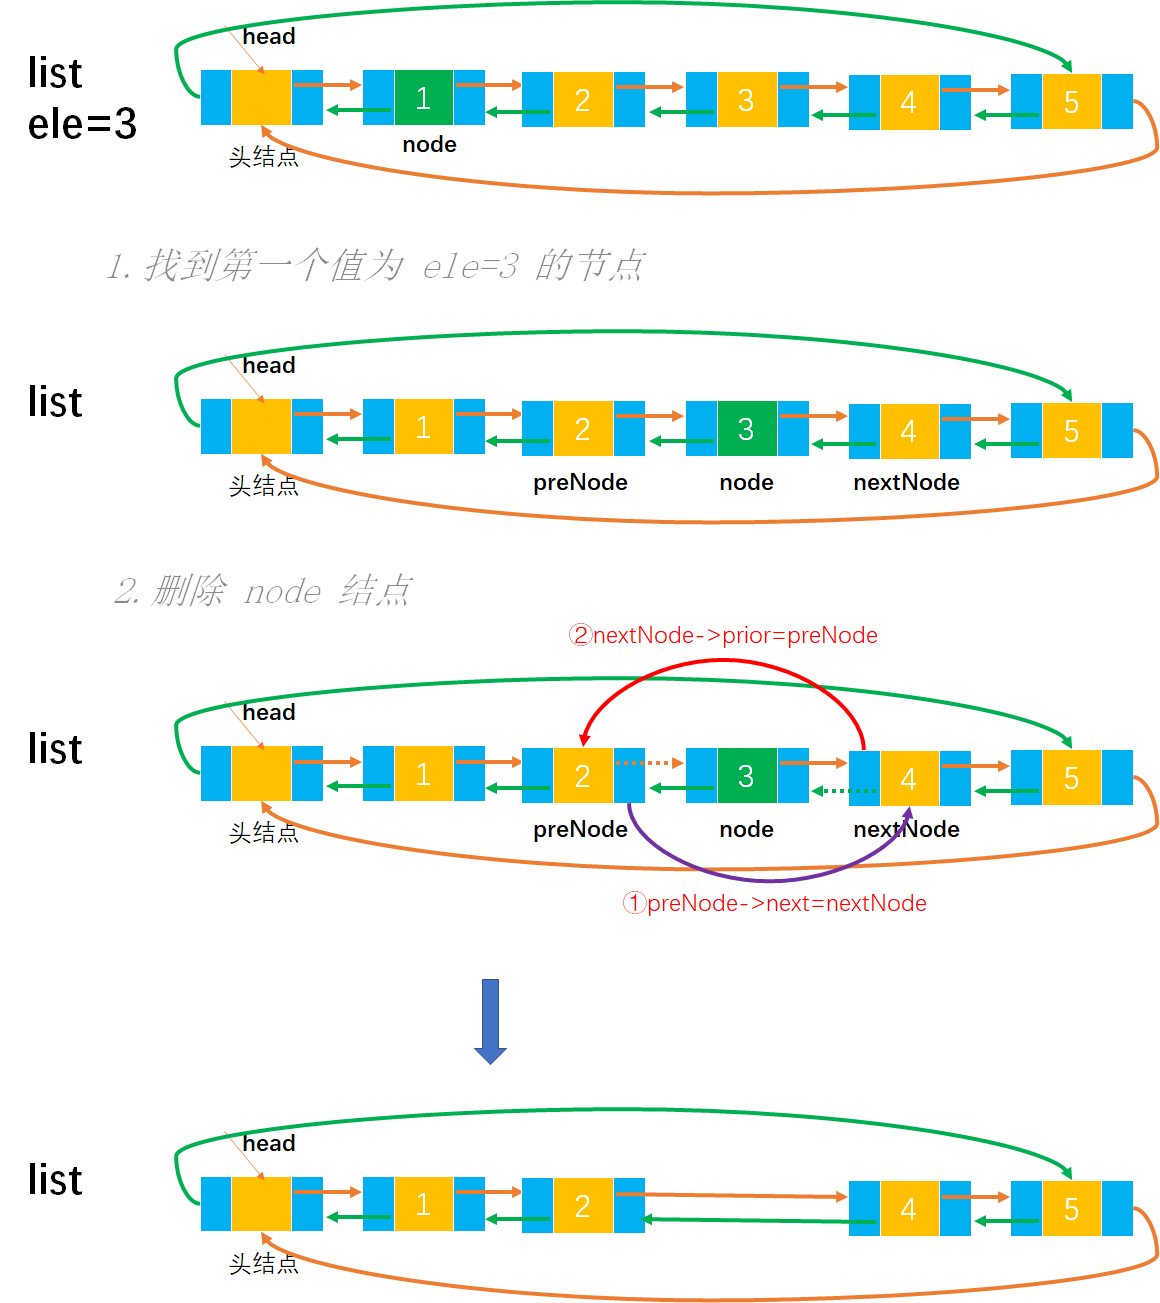 head
list
ele=3
1
2
3
4
5
头结点
node
1.找到第一个值为 ele=3 的节点
head
list
1
2
3
4
5
头结点
preNode
node
nextNode
2.删除 node 结点
②nextNode->prior=preNode
head
list
1
2
3
4
5
头结点
preNode
node
nextNode
①preNode->next=nextNode
head
list
1
2
4
5
头结点